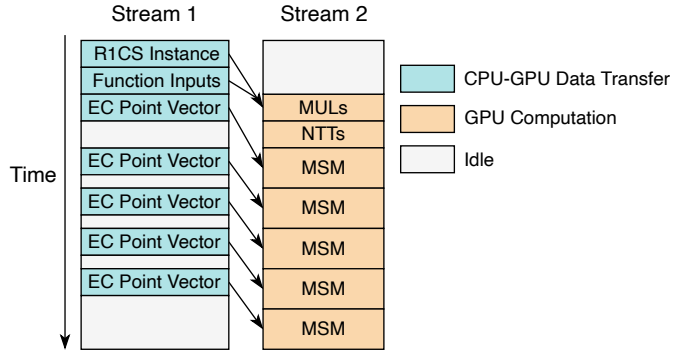 Stream 1
Stream 2
R1CS Instance
Function Inputs
EC Point Vector
MULs
NTTs
EC Point Vector
MSM
EC Point Vector
MSM
EC Point Vector
MSM
EC Point Vector
MSM
MSM
Time
CPU-GPU Data Transfer
GPU Computation
Idle